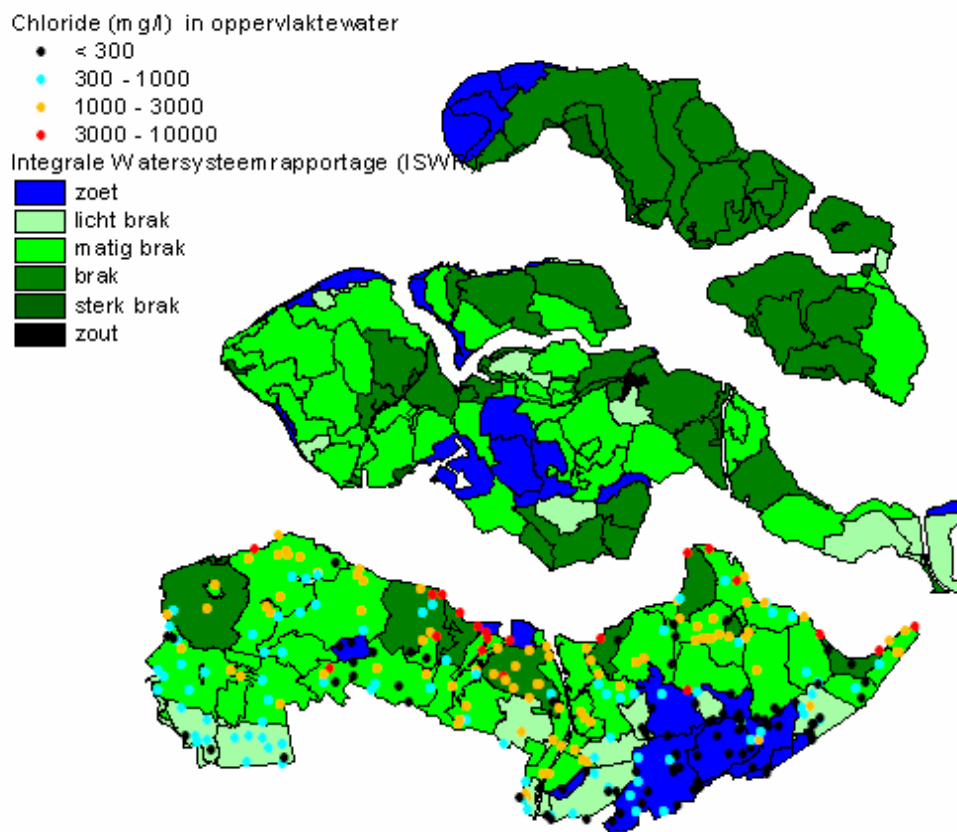 Chloride (mg/l) in oppervlaktewater
< 300
300 - 1000
1000 - 3000
3000 - 10000
Integrale Watersysteemrapportage (ISWR)
zoet
licht brak
matig brak
brak
sterk brak
zout